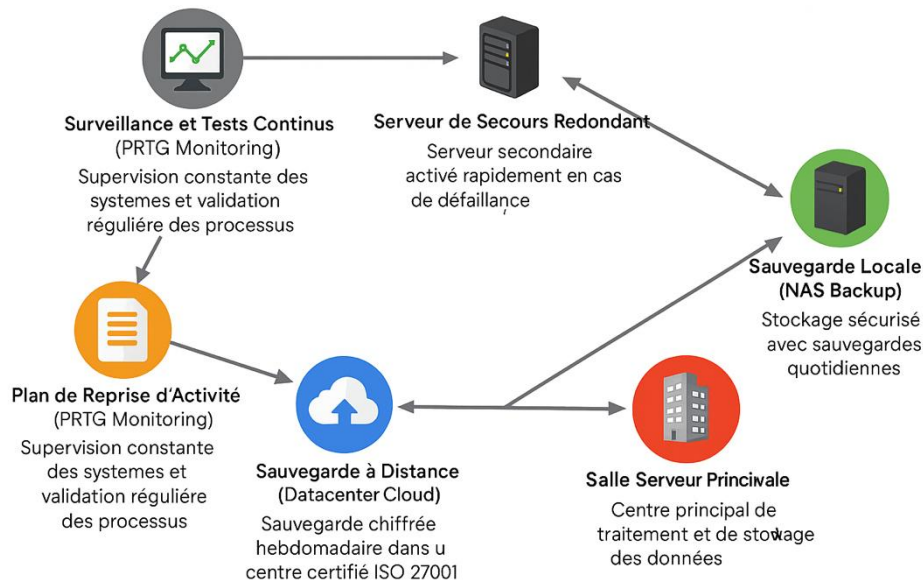 Surveillance et Tests Continus
(PRTG Monitoring)
Supervision constante des
systemes et validation
réguliére des processus
Serveur de Secours Redondant
Serveur secondaire
activé rapidement en cas
de défaillance
Sauvegarde Locale
(NAS Backup)
Stockage sécurisé
avec sauvegardes
quotidiennes
Plan de Reprise d'Activité
(PRTG Monitoring)
Supervision constante
des systemes et
validation réguliére
des processus
Sauvegarde à Distance
(Datacenter Cloud)
Sauvegarde chiffrée
hebdomadaire dans u
centre certifié ISO 27001
Salle Serveur Princivale
Centre principal de
traitement et de stowage
des données